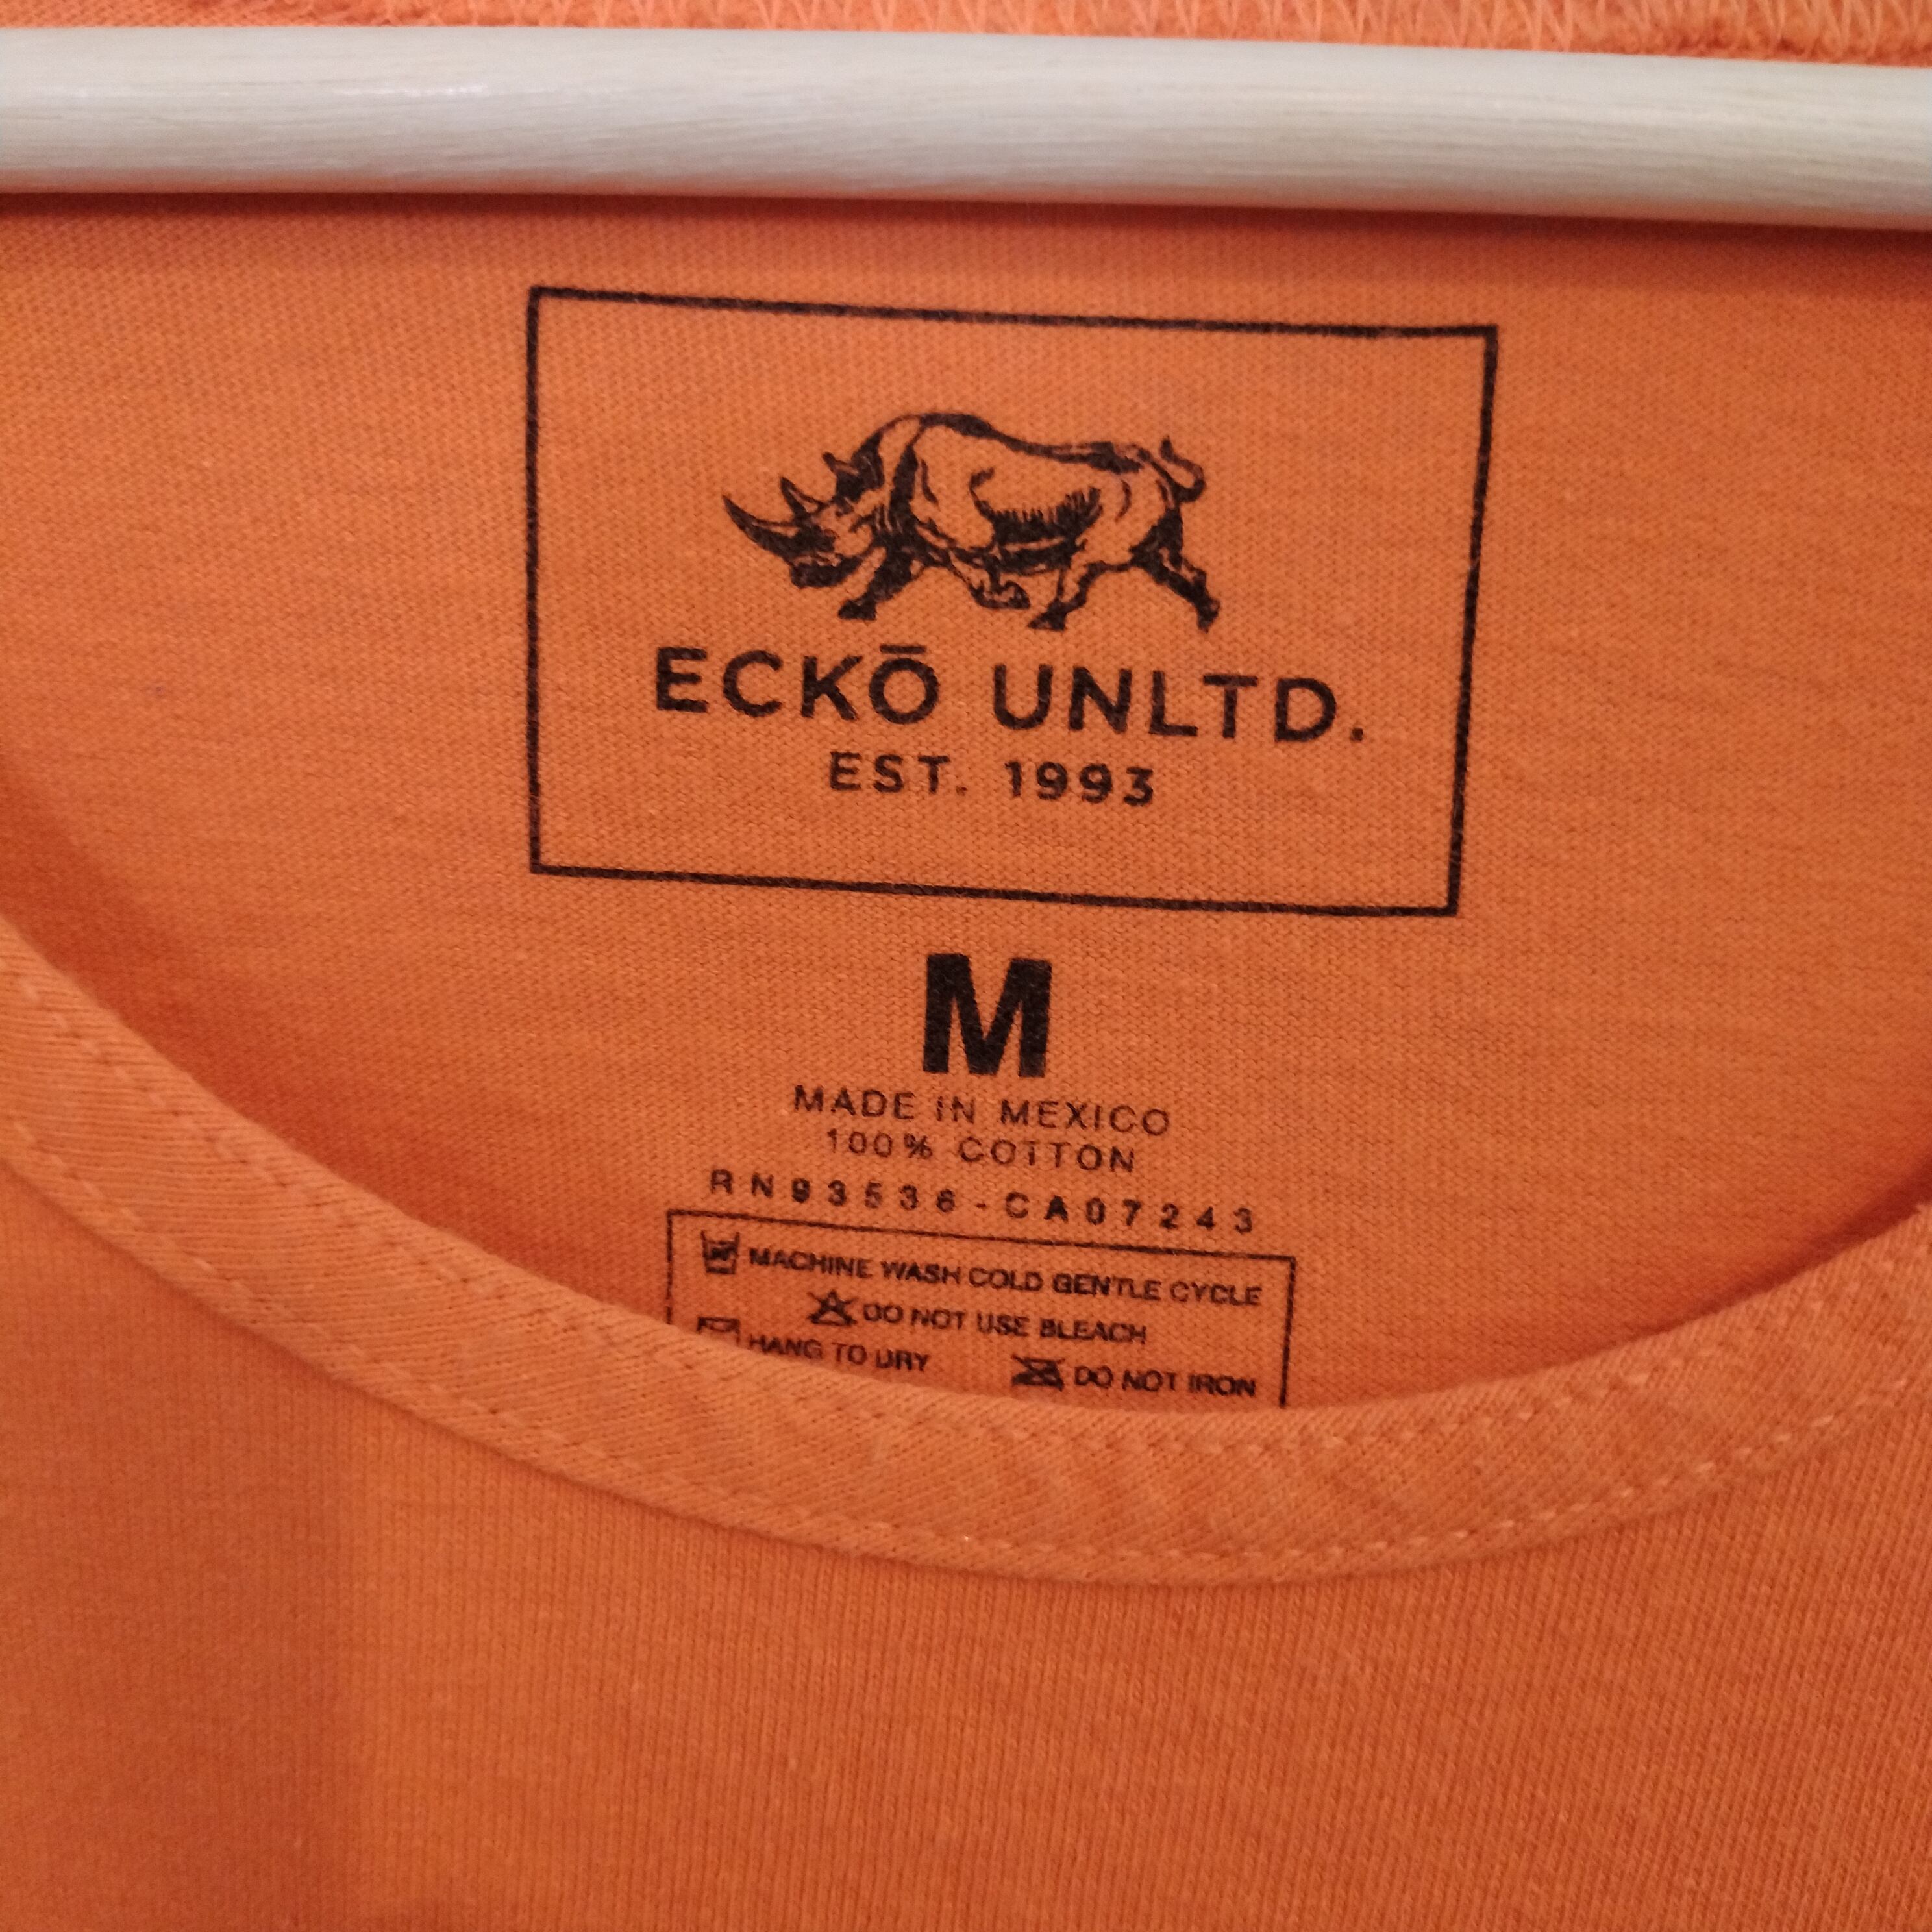 ECKŌ UNLTD.
EST. 1993
M
MADE IN MEXICO
100% COTTON
RN93536-CA07243
MACHINE WASH COLD GENTLE CYCLE
DO NOT USE BLEACH
HANG TO DRY DO NOT IRON